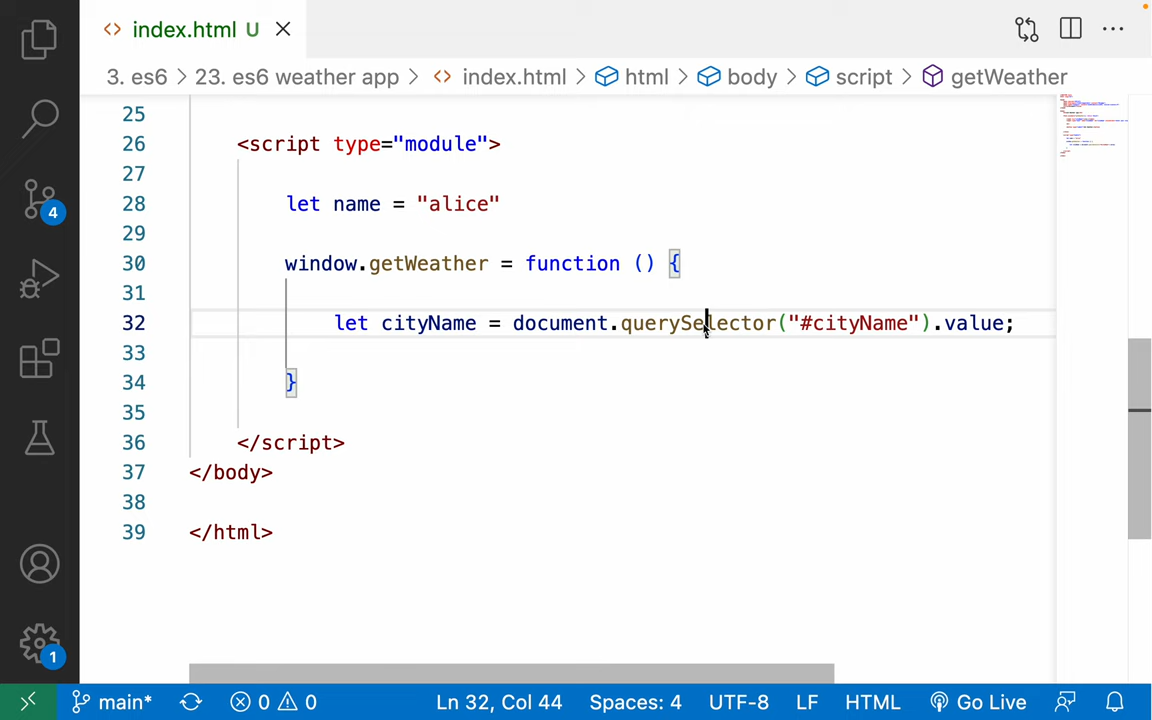 index.html U
3. es6 > 23. es6 weather app > index.html > html > body > script > getWeather
25
26 <script type="module">
27
28 let name = "alice"
29
30 window.getWeather = function () {
31
32 let cityName = document.querySelector("#cityName").value;
33
34 }
35
36 </script>
37 </body>
38
39 </html>
4
1
main* 0 0 Ln 32, Col 44 Spaces: 4 UTF-8 LF HTML Go Live